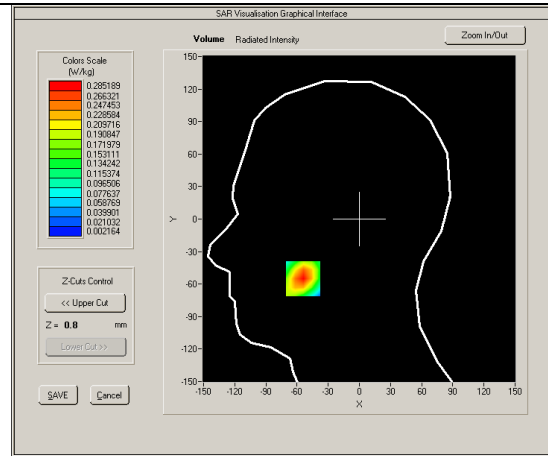 SAR Visualisation Graphical Interface
Volume Radiated Intensity
Zoom In/Out
Colors Scale
(W/kg)
0.285189
0.266321
0.247453
0.228584
0.209716
0.190847
0.171979
0.153111
0.134242
0.115374
0.096506
0.077637
0.058769
0.039901
0.021032
0.002164
Z-Cuts Control
<< Upper Cut
Z = 0.8 mm
Lower Cut >>
SAVE Cancel
150
120
90
60
30
0
-30
-60
-90
-120
-150
Y
-150 -120 -90 -60 -30 0 30 60 90 120 150
X